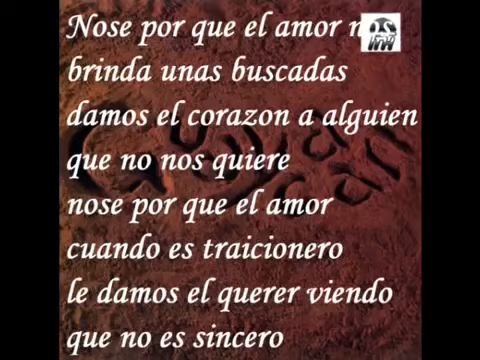 Nose por que el amor n
brinda unas buscadas
damos el corazon a alguien
que no nos quiere
nose por que el amor
cuando es traicionero
le damos el querer viendo
que no es sincero